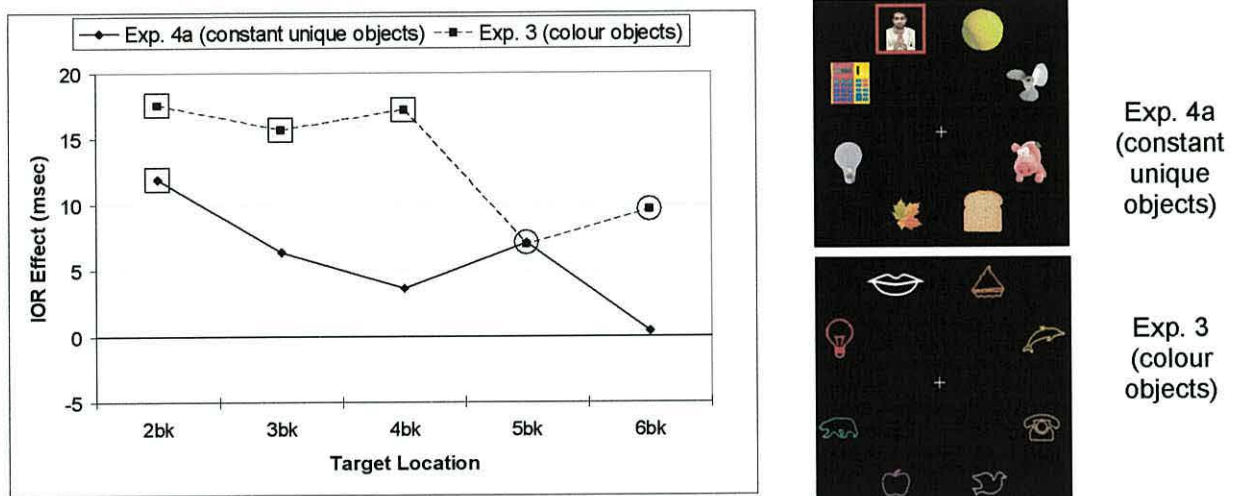 Exp. 4a (constant unique objects) Exp. 3 (colour objects)
20
15
10
5
0
-5
IOR Effect (msec)
2bk 3bk 4bk 5bk 6bk
Target Location
Exp. 4a
(constant
unique
objects)
Exp. 3
(colour
objects)